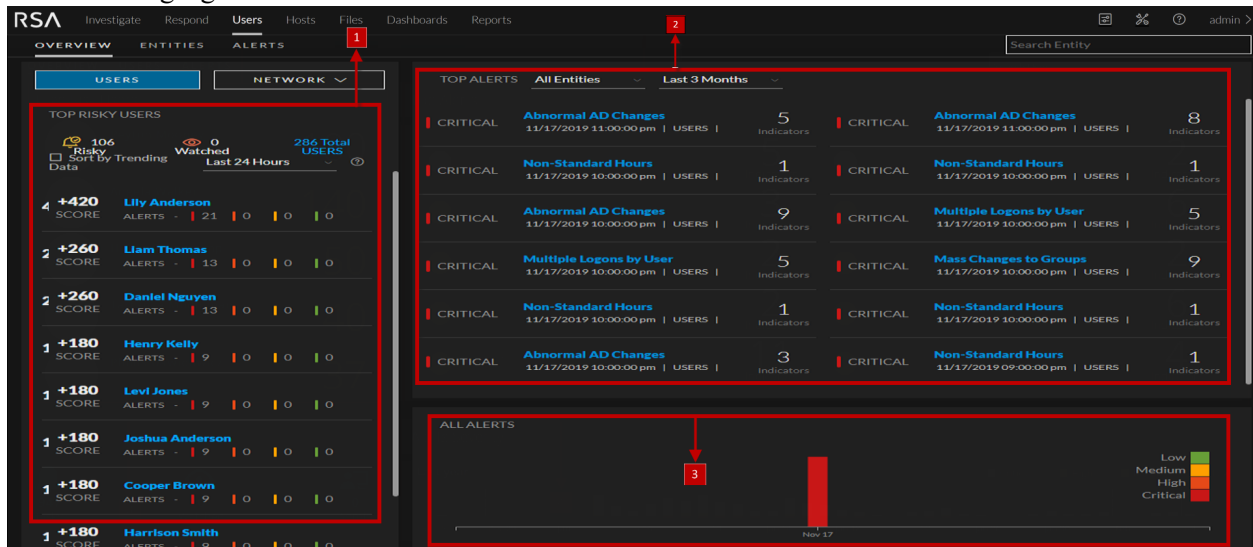 RSA Investigate Respond Users Hosts Files Dashboards Reports admin >
OVERVIEW ENTITIES ALERTS Search Entity
1
2
USERS NETWORK
TOP RISKY USERS
106 Risky 0 Watched 286 Total USERS
Sort by Trending Data Last 24 Hours
+420 SCORE Lily Anderson
ALERTS - 21 0 0 0
+260 SCORE Liam Thomas
ALERTS - 13 0 0 0
+260 SCORE Daniel Nguyen
ALERTS - 13 0 0 0
+180 SCORE Henry Kelly
ALERTS - 9 0 0 0
+180 SCORE Levi Jones
ALERTS - 9 0 0 0
+180 SCORE Joshua Anderson
ALERTS - 9 0 0 0
+180 SCORE Cooper Brown
ALERTS - 9 0 0 0
+180 SCORE Harrison Smith
ALERTS - 9 0 0 0
TOP ALERTS All Entities Last 3 Months
CRITICAL Abnormal AD Changes 5
11/17/2019 11:00:00 pm | USERS | Indicators
CRITICAL Abnormal AD Changes 8
11/17/2019 11:00:00 pm | USERS | Indicators
CRITICAL Non-Standard Hours 1
11/17/2019 10:00:00 pm | USERS | Indicators
CRITICAL Non-Standard Hours 1
11/17/2019 10:00:00 pm | USERS | Indicators
CRITICAL Abnormal AD Changes 9
11/17/2019 10:00:00 pm | USERS | Indicators
CRITICAL Multiple Logons by User 5
11/17/2019 10:00:00 pm | USERS | Indicators
CRITICAL Multiple Logons by User 5
11/17/2019 10:00:00 pm | USERS | Indicators
CRITICAL Mass Changes to Groups 9
11/17/2019 10:00:00 pm | USERS | Indicators
CRITICAL Non-Standard Hours 1
11/17/2019 10:00:00 pm | USERS | Indicators
CRITICAL Non-Standard Hours 1
11/17/2019 10:00:00 pm | USERS | Indicators
CRITICAL Abnormal AD Changes 3
11/17/2019 10:00:00 pm | USERS | Indicators
CRITICAL Non-Standard Hours 1
11/17/2019 09:00:00 pm | USERS | Indicators
ALL ALERTS
3
Low
Medium
High
Critical
Nov 17